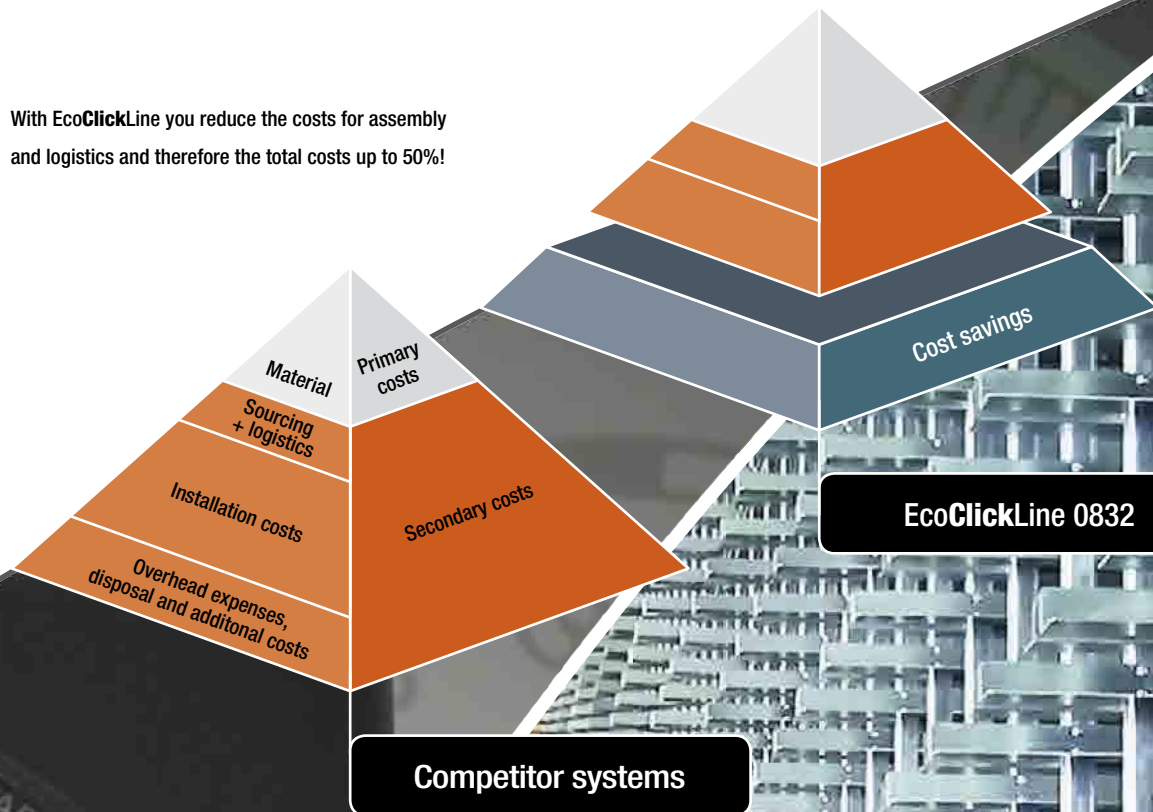 With EcoClickLine you reduce the costs for assembly
and logistics and therefore the total costs up to 50%!
Material
Primary
costs
Sourcing
+ logistics
Installation costs
Secondary costs
Overhead expenses,
disposal and additonal costs
Competitor systems
Cost savings
EcoClickLine 0832